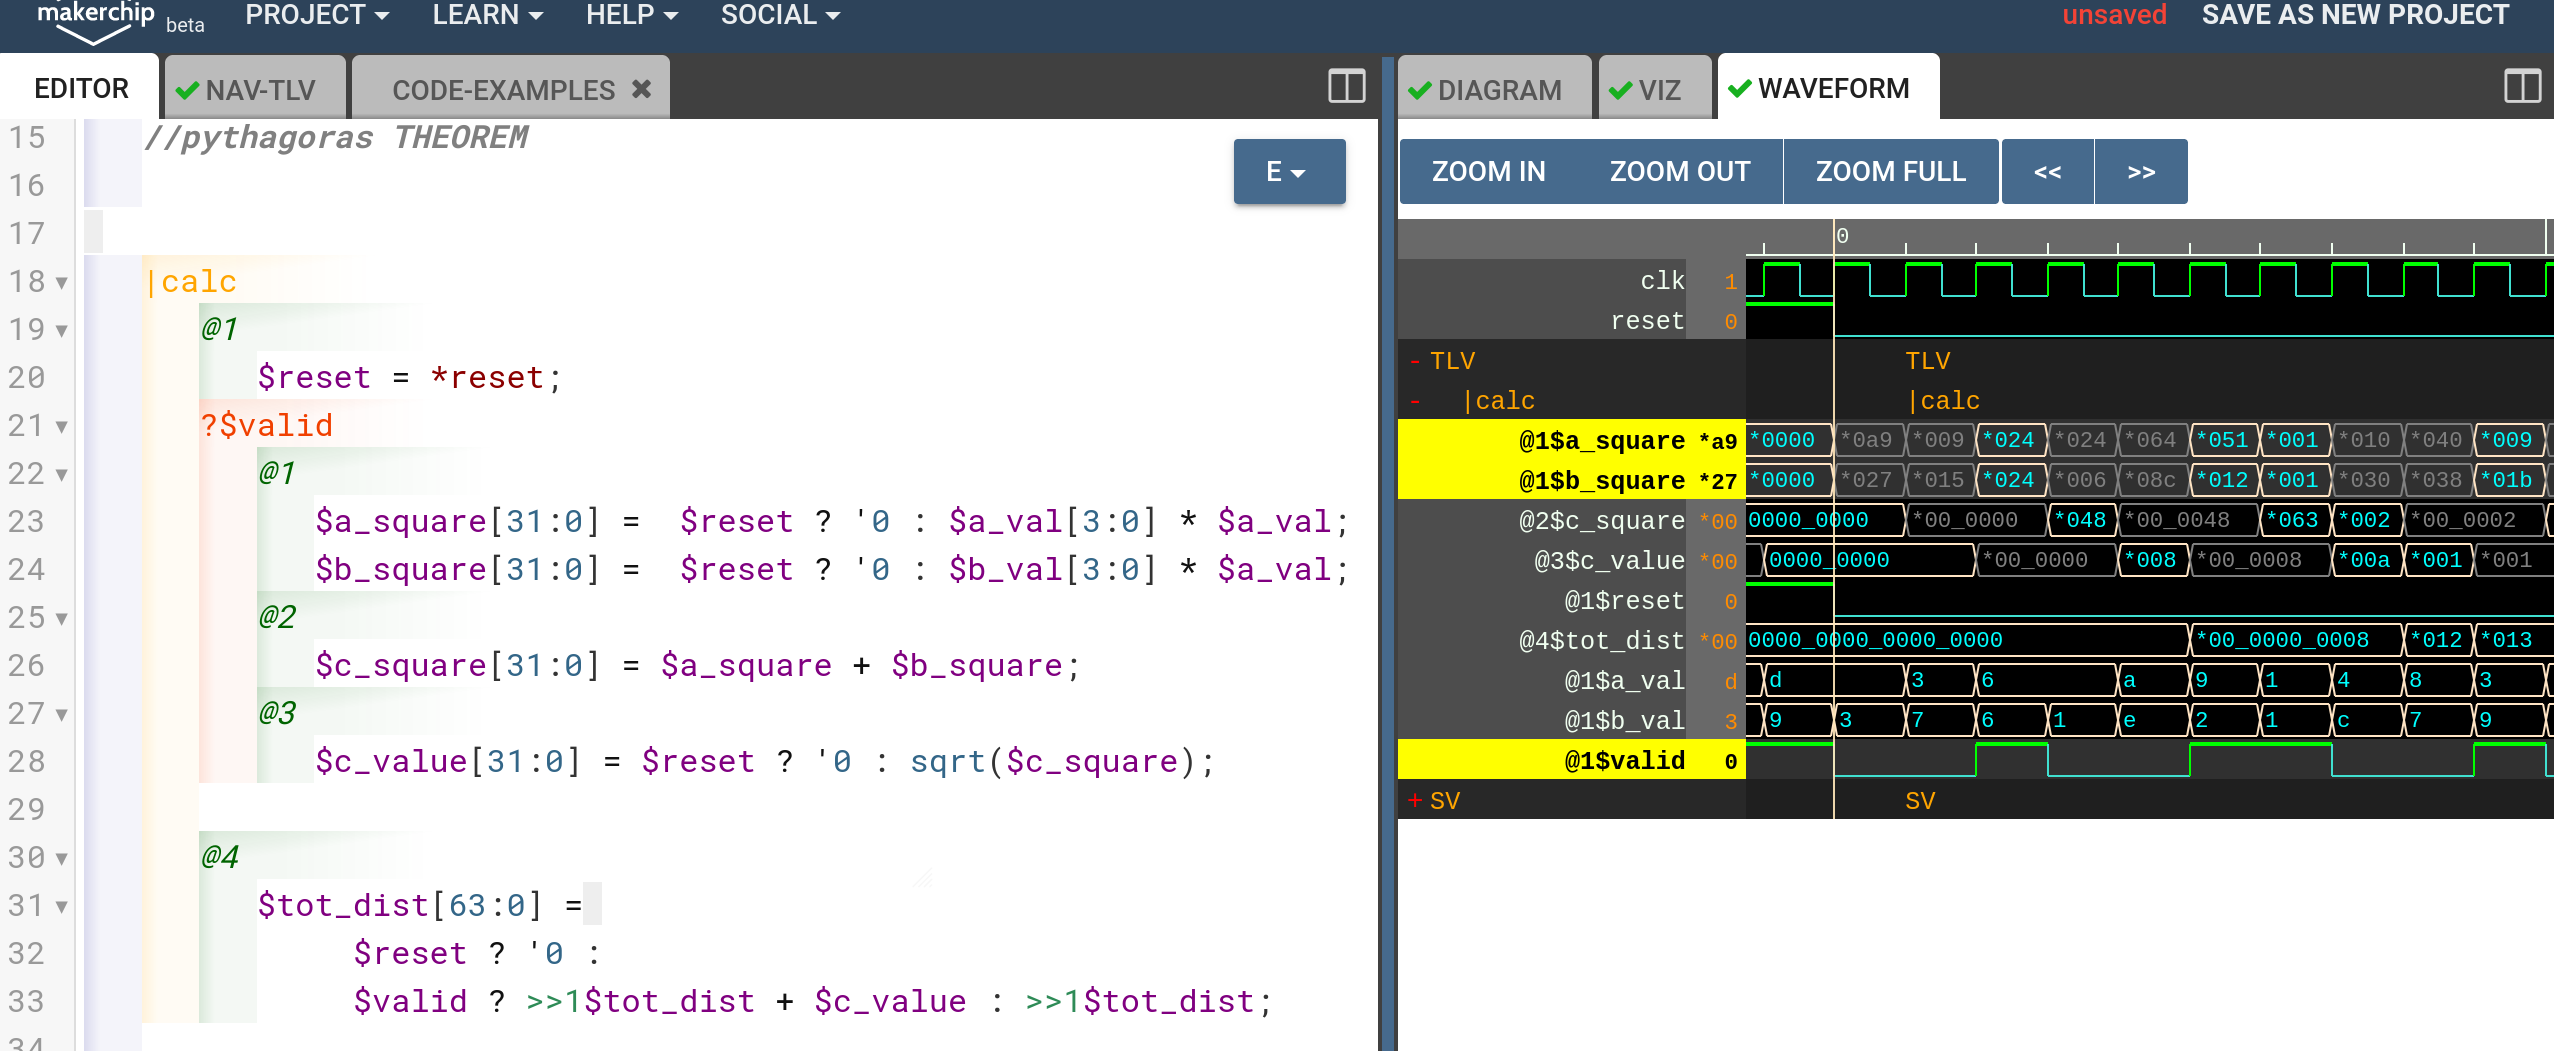 makerchip beta PROJECT LEARN HELP SOCIAL unsaved SAVE AS NEW PROJECT
EDITOR NAV-TLV CODE-EXAMPLES
15 //pythagoras THEOREM
16
17
18 |calc
19 @1
20 $reset = *reset;
21 ?$valid
22 @1
23 $a_square[31:0] = $reset ? '0 : $a_val[3:0] * $a_val;
24 $b_square[31:0] = $reset ? '0 : $b_val[3:0] * $a_val;
25 @2
26 $c_square[31:0] = $a_square + $b_square;
27 @3
28 $c_value[31:0] = $reset ? '0 : sqrt($c_square);
29
30 @4
31 $tot_dist[63:0] =
32 $reset ? '0 :
33 $valid ? >>1$tot_dist + $c_value : >>1$tot_dist;
34
E
DIAGRAM VIZ WAVEFORM
ZOOM IN ZOOM OUT ZOOM FULL << >>
0
clk 1
reset 0
- TLV TLV
- |calc |calc
@1$a_square *a9 *0000 *0a9 *009 *024 *024 *064 *051 *001 *010 *040 *009
@1$b_square *27 *0000 *027 *015 *024 *006 *08c *012 *001 *030 *038 *01b
@2$c_square *00 0000_0000 *00_0000 *048 *00_0048 *063 *002 *00_0002
@3$c_value *00 0000_0000 *00_0000 *008 *00_0008 *00a *001 *001
@1$reset 0
@4$tot_dist *00 0000_0000_0000_0000 *00_0000_0008 *012 *013
@1$a_val d d 3 6 a 9 1 4 8 3
@1$b_val 3 9 3 7 6 1 e 2 1 c 7 9
@1$valid 0
+ SV SV